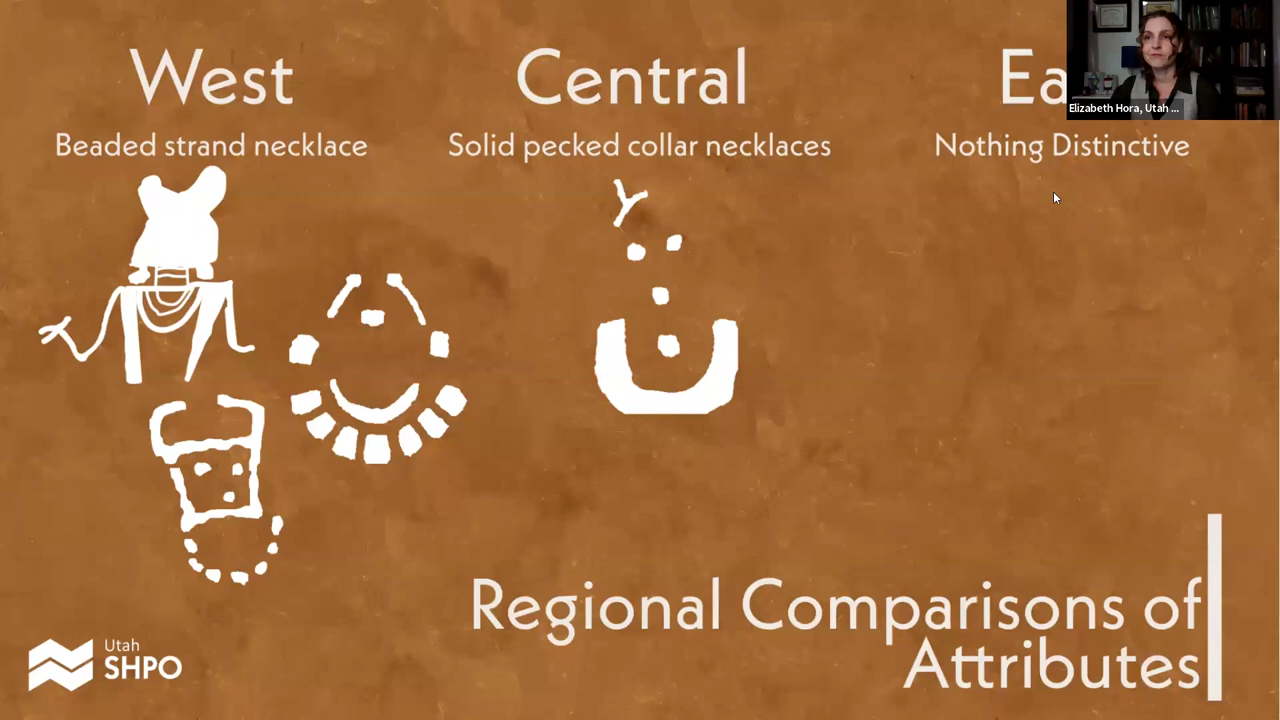 West
Central
Ea
Elizabeth Hora, Utah ...
Beaded strand necklace
Solid pecked collar necklaces
Nothing Distinctive
Regional Comparisons of
Attributes
Utah
SHPO